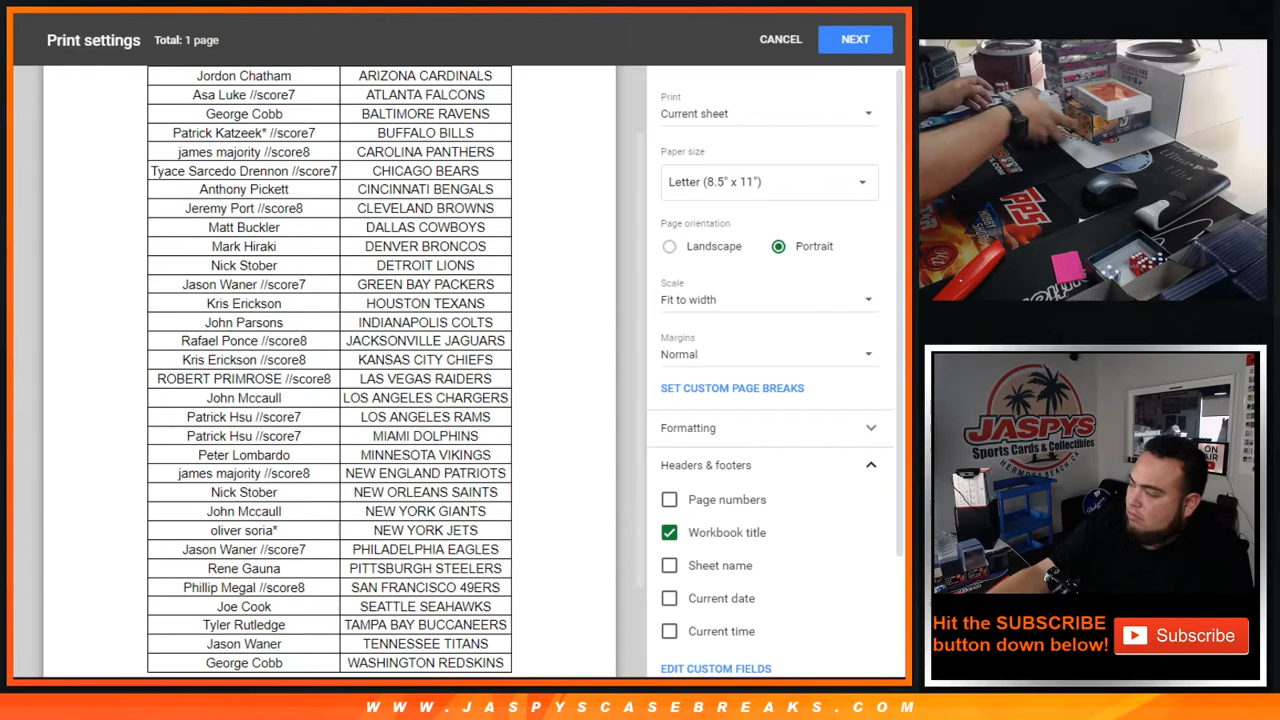 Print settings Total: 1 page CANCEL NEXT
Jordon Chatham ARIZONA CARDINALS
Asa Luke //score7 ATLANTA FALCONS
George Cobb BALTIMORE RAVENS
Patrick Katzeek* //score7 BUFFALO BILLS
james majority //score8 CAROLINA PANTHERS
Tyace Sarcedo Drennon //score7 CHICAGO BEARS
Anthony Pickett CINCINNATI BENGALS
Jeremy Port //score8 CLEVELAND BROWNS
Matt Buckler DALLAS COWBOYS
Mark Hiraki DENVER BRONCOS
Nick Stober DETROIT LIONS
Jason Waner //score7 GREEN BAY PACKERS
Kris Erickson HOUSTON TEXANS
John Parsons INDIANAPOLIS COLTS
Rafael Ponce //score8 JACKSONVILLE JAGUARS
Kris Erickson //score8 KANSAS CITY CHIEFS
ROBERT PRIMROSE //score8 LAS VEGAS RAIDERS
John Mccaull LOS ANGELES CHARGERS
Patrick Hsu //score7 LOS ANGELES RAMS
Patrick Hsu //score7 MIAMI DOLPHINS
Peter Lombardo MINNESOTA VIKINGS
james majority //score8 NEW ENGLAND PATRIOTS
Nick Stober NEW ORLEANS SAINTS
John Mccaull NEW YORK GIANTS
oliver soria* NEW YORK JETS
Jason Waner //score7 PHILADELPHIA EAGLES
Rene Gauna PITTSBURGH STEELERS
Phillip Megal //score8 SAN FRANCISCO 49ERS
Joe Cook SEATTLE SEAHAWKS
Tyler Rutledge TAMPA BAY BUCCANEERS
Jason Waner TENNESSEE TITANS
George Cobb WASHINGTON REDSKINS
Print
Current sheet
Paper size
Letter (8.5" x 11")
Page orientation
Landscape Portrait
Scale
Fit to width
Margins
Normal
SET CUSTOM PAGE BREAKS
Formatting
Headers & footers
Page numbers
Workbook title
Sheet name
Current date
Current time
EDIT CUSTOM FIELDS
JASPYS
Sports Cards & Collectibles
HERMOSA BEACH, CA
ON AIR
Hit the SUBSCRIBE
button down below!
Subscribe
WWW.JASPYSCASEBREAKS.COM